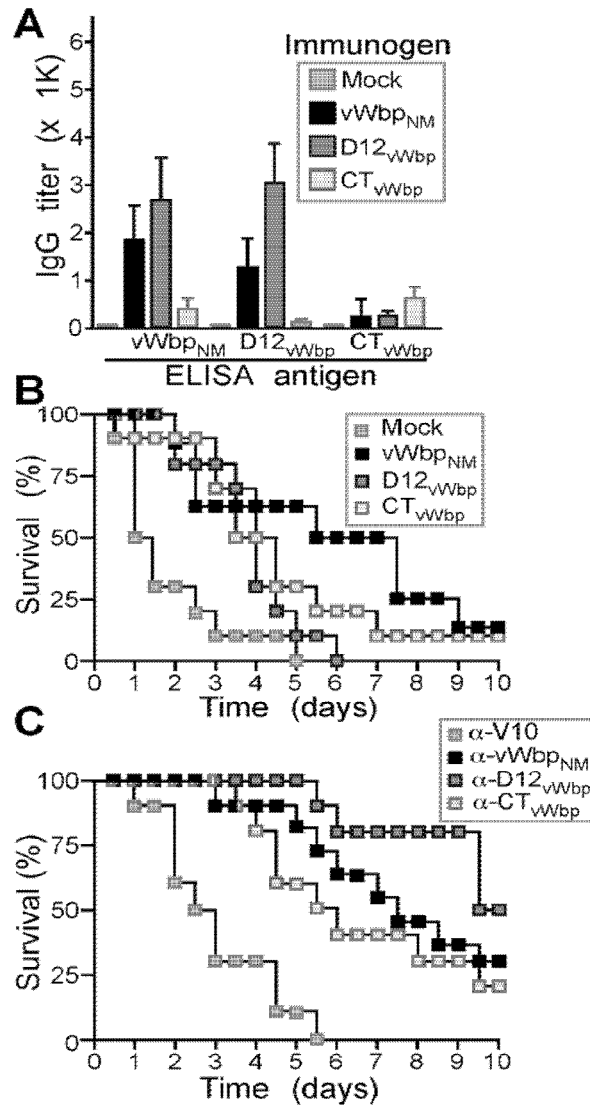 A
Immunogen
Mock
vWbpNM
D12vWbp
CTvWbp
IgG titer (x 1K)
6
5
4
3
2
1
0
vWbpNM D12vWbp CTvWbp
ELISA antigen
B
Mock
vWbpNM
D12vWbp
CTvWbp
Survival (%)
100
75
50
25
0
0 1 2 3 4 5 6 7 8 9 10
Time (days)
C
α-V10
α-vWbpNM
α-D12vWbp
α-CTvWbp
Survival (%)
100
75
50
25
0
0 1 2 3 4 5 6 7 8 9 10
Time (days)